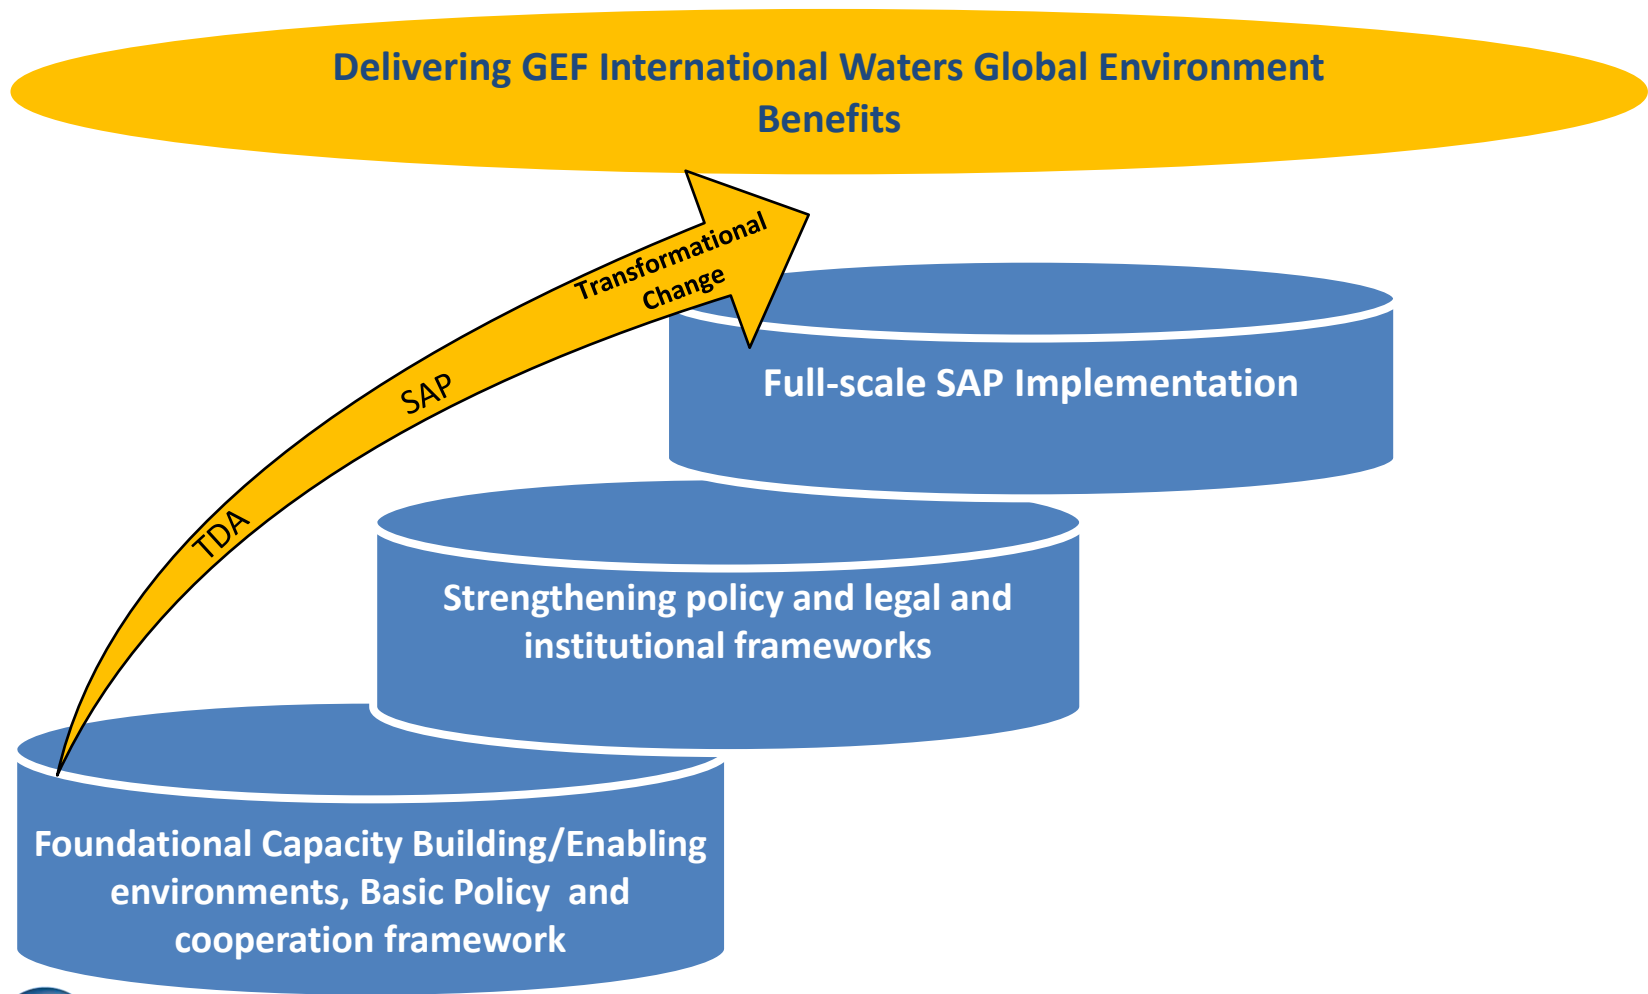 Delivering GEF International Waters Global Environment
Benefits
Transformational
Change
SAP
TDA
Full-scale SAP Implementation
Strengthening policy and legal and
institutional frameworks
Foundational Capacity Building/Enabling
environments, Basic Policy  and
cooperation framework